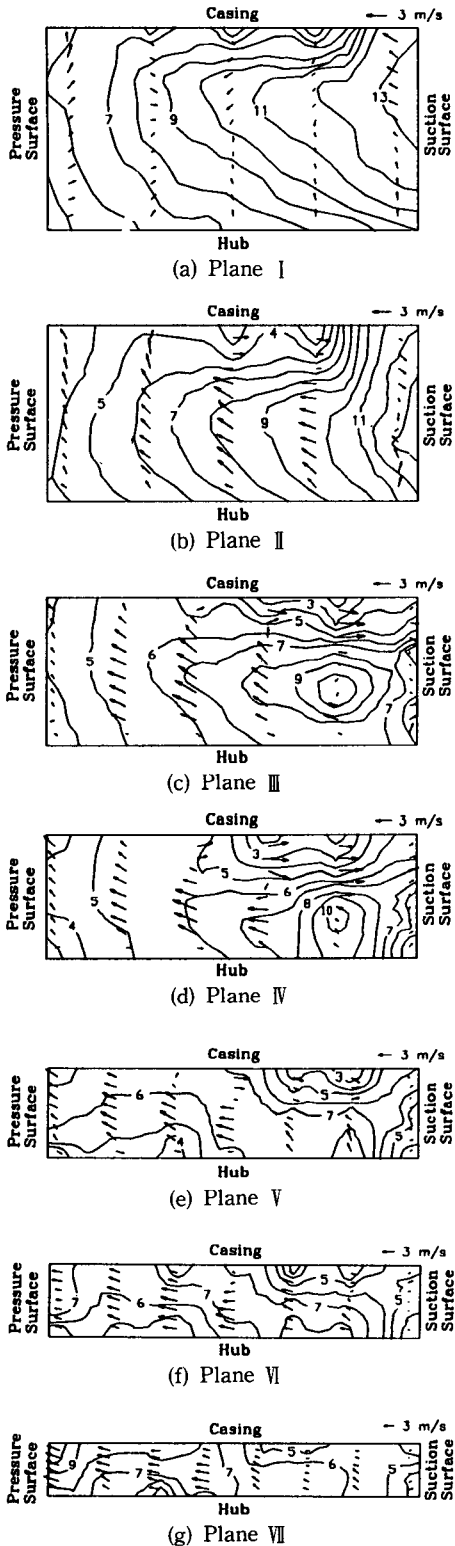 Casing
3 m/s
Pressure
Surface
7
9
11
13
Suction
Surface
Hub
(a) Plane Ⅰ
Casing
3 m/s
4
Pressure
Surface
5
7
9
11
Suction
Surface
Hub
(b) Plane Ⅱ
Casing
3 m/s
3
5
7
Pressure
Surface
5
6
9
7
Suction
Surface
Hub
(c) Plane Ⅲ
Casing
3 m/s
3
5
6
Pressure
Surface
5
8
10
4
7
Suction
Surface
Hub
(d) Plane Ⅳ
Casing
3 m/s
3
6
5
7
Pressure
Surface
4
5
Suction
Surface
Hub
(e) Plane Ⅴ
Casing
3 m/s
5
7
7
6
7
7
5
Pressure
Surface
Suction
Surface
Hub
(f) Plane Ⅵ
Casing
3 m/s
5
9
7
7
6
5
Pressure
Surface
Suction
Surface
Hub
(g) Plane Ⅶ